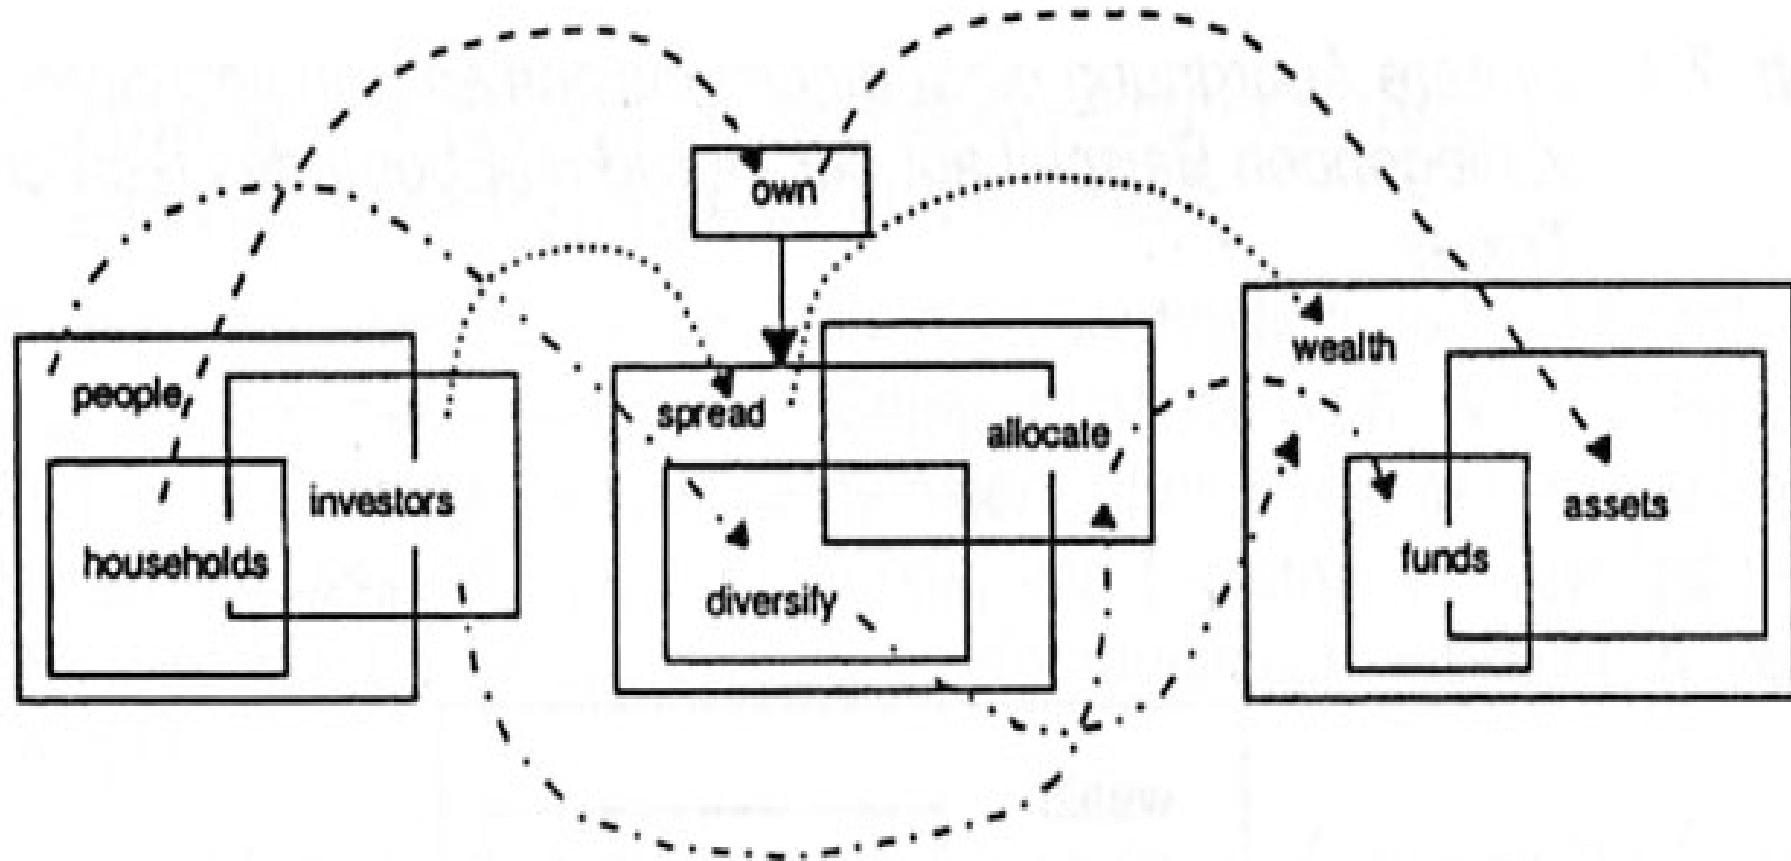 own
people
investors
households
spread
allocate
diversify
wealth
assets
funds